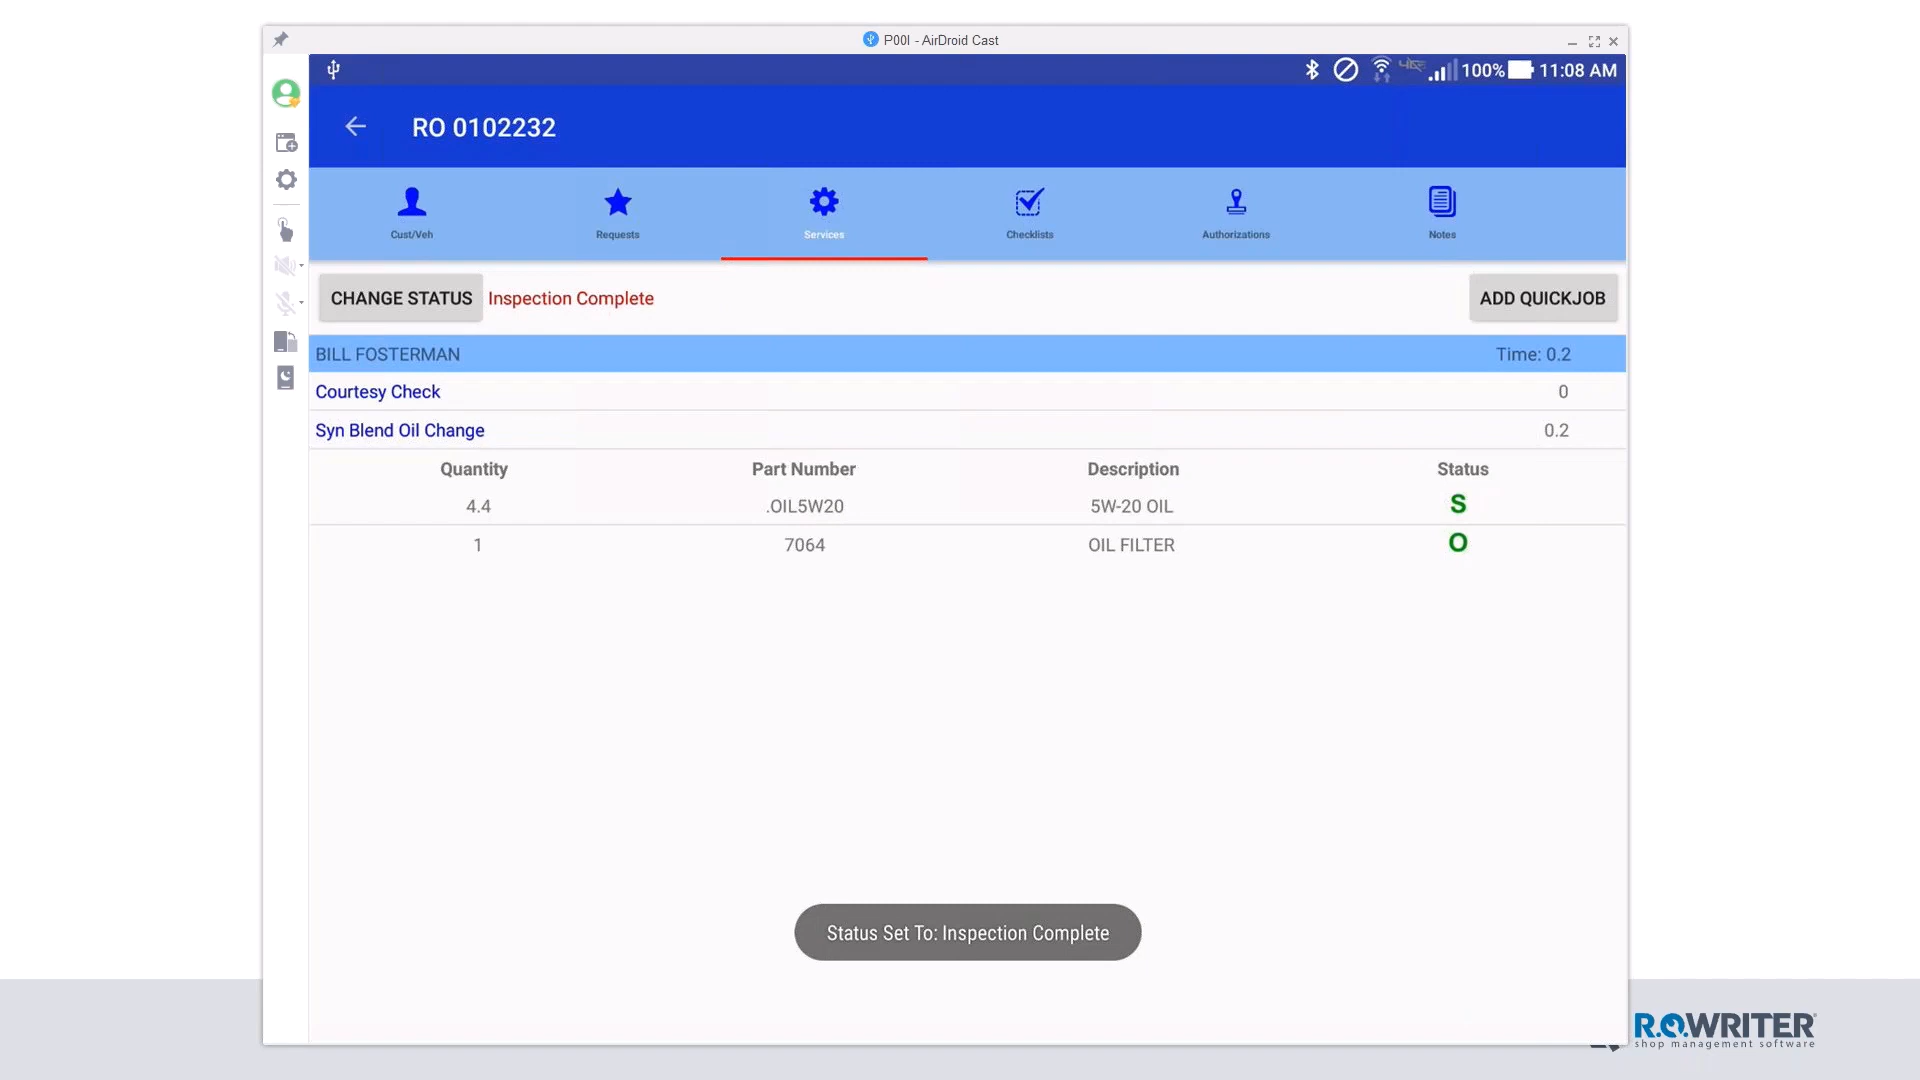 P00I - AirDroid Cast
100% 11:08 AM
RO 0102232
Cust/Veh Requests Services Checklists Authorizations Notes
CHANGE STATUS Inspection Complete ADD QUICKJOB
BILL FOSTERMAN Time: 0.2
Courtesy Check 0
Syn Blend Oil Change 0.2
Quantity Part Number Description Status
4.4 .OIL5W20 5W-20 OIL S
1 7064 OIL FILTER O
Status Set To: Inspection Complete
R.O.WRITER
shop management software